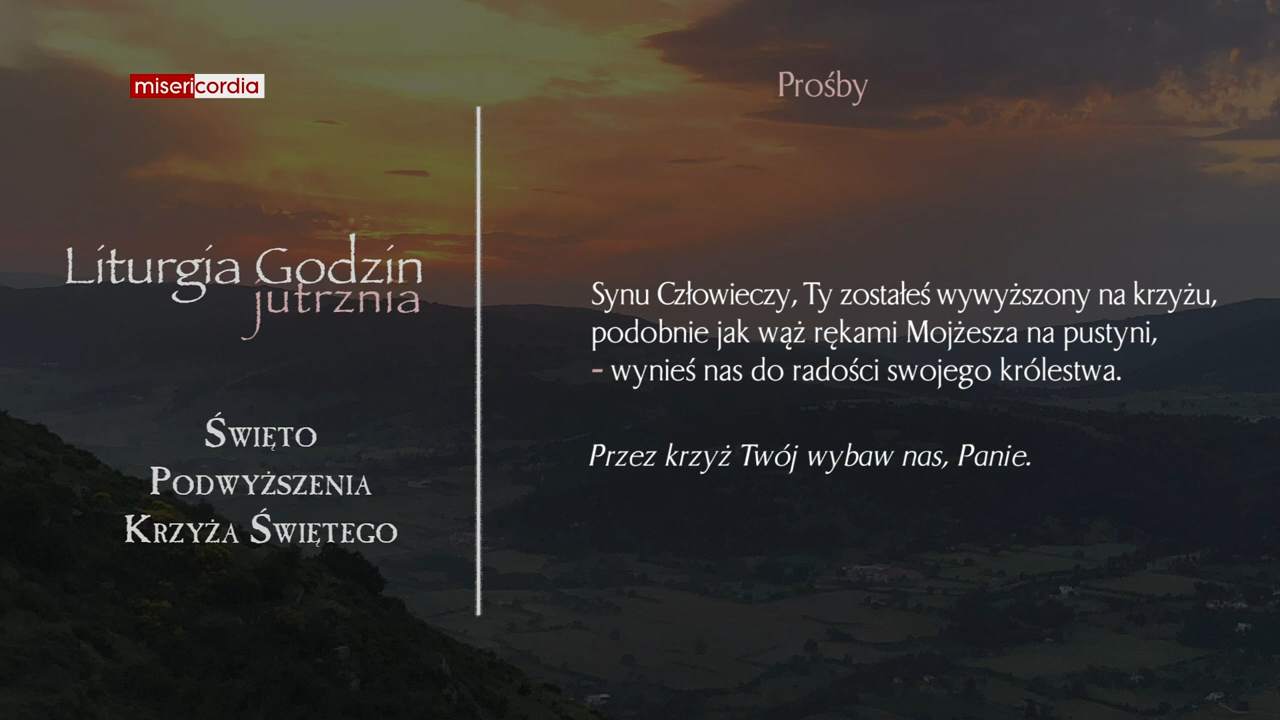 misericordia
Liturgia Godzin
jutrznia
Święto
Podwyższenia
Krzyża Świętego
Prośby
Synu Człowieczy, Ty zostałeś wywyższony na krzyżu,
podobnie jak wąż rękami Mojżesza na pustyni,
- wynieś nas do radości swojego królestwa.
Przez krzyż Twój wybaw nas, Panie.